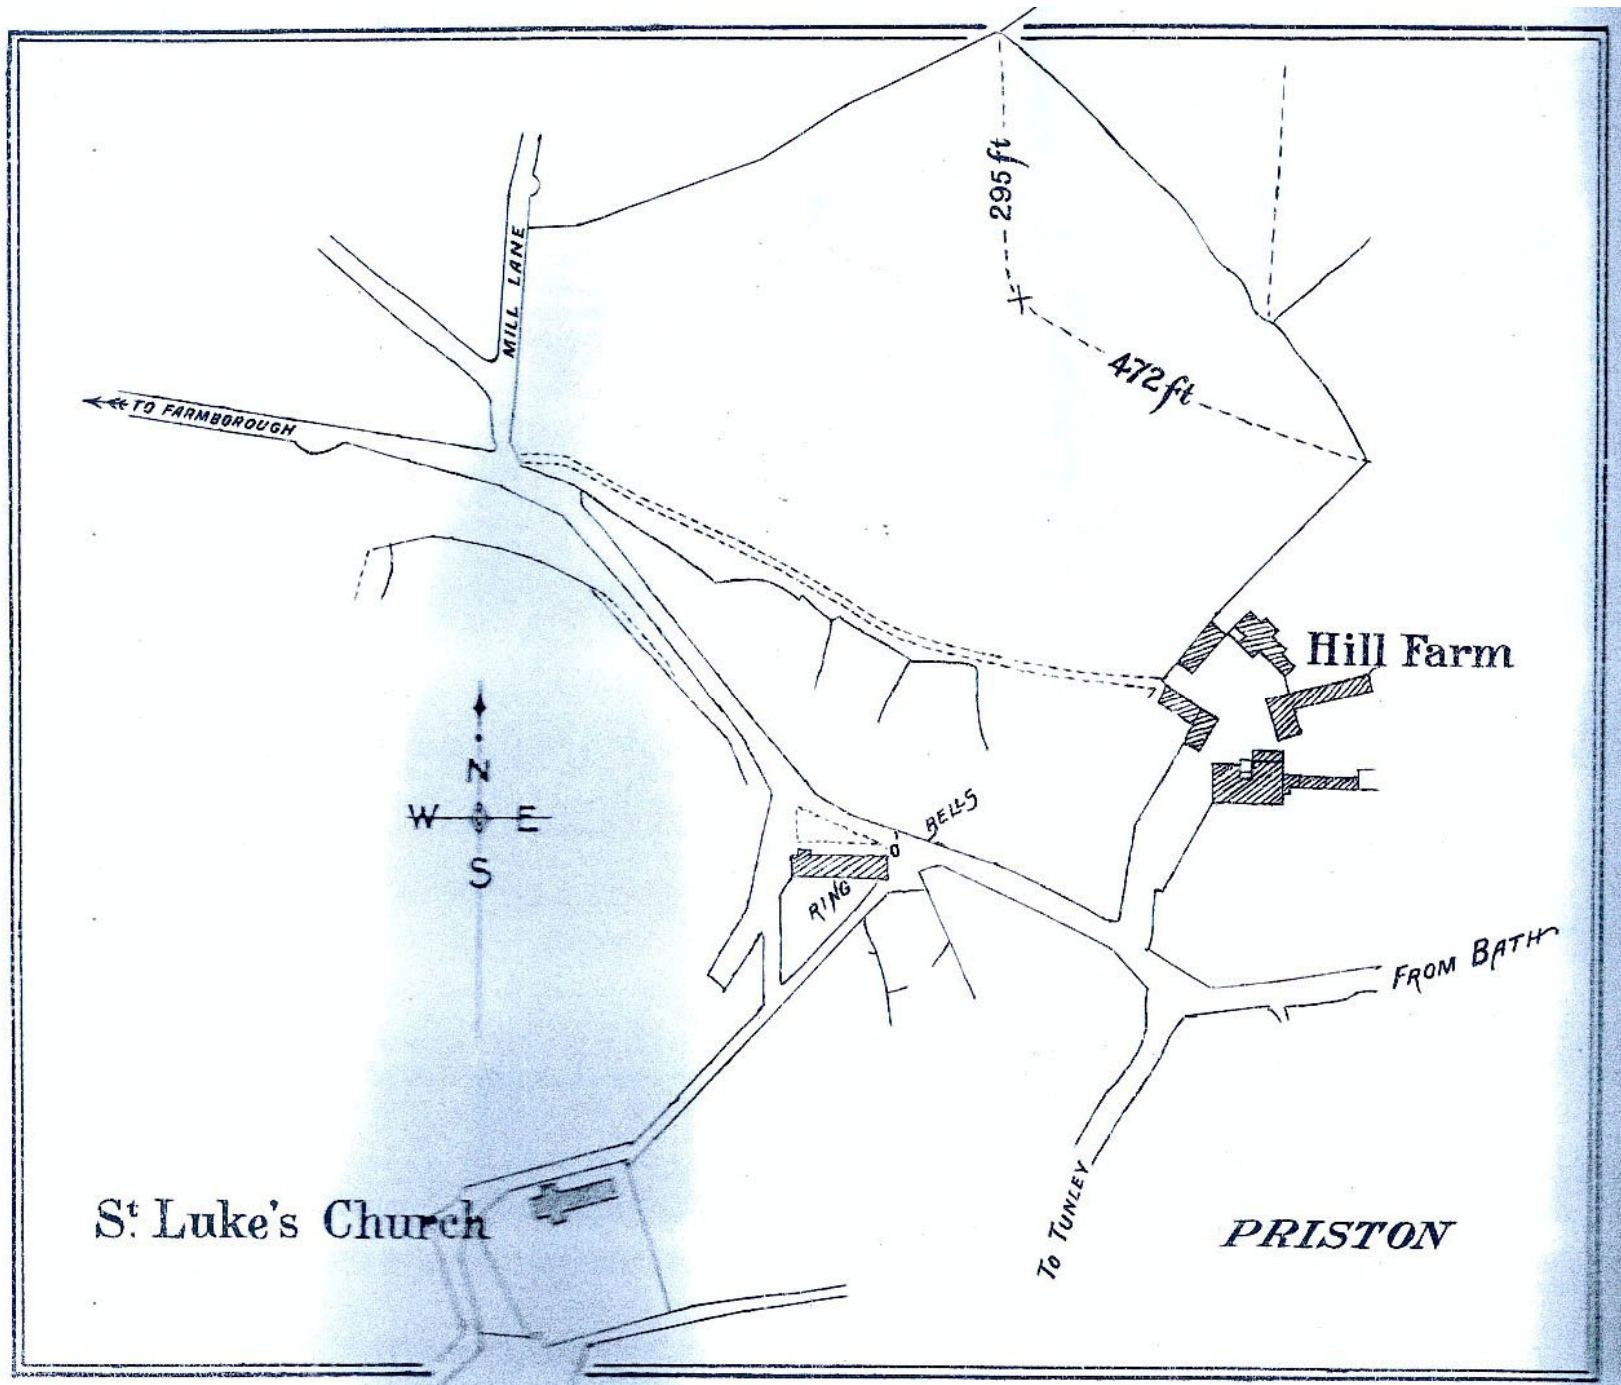 295 ft
MILL LANE
472 ft
TO FARMBOROUGH
Hill Farm
N
W E
S
BELLS
RING
O
FROM BATH
St. Luke's Church
PRISTON
To TUNLEY